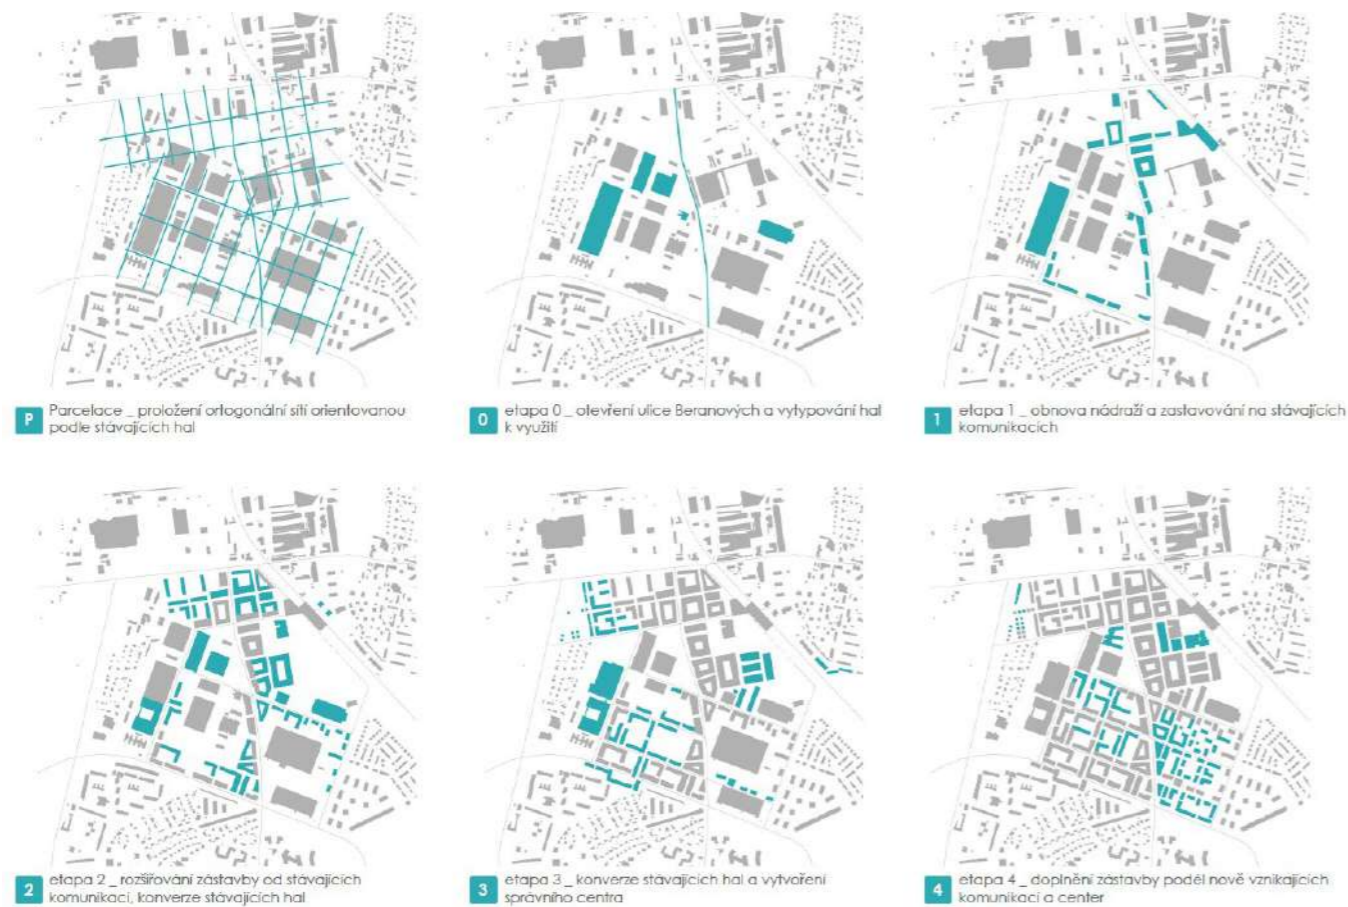 P
Parcelace _ proložení ortogonální sítí orientovanou
podle stávajících hal
0
etapa 0 _ otevření ulice Beranových a vytypování hal
k využití
1
etapa 1 _ obnova nádraží a zastavování na stávajících
komunikacích
2
etapa 2 _ rozšiřování zástavby od stávajících
komunikací, konverze stávajících hal
3
etapa 3 _ konverze stávajících hal a vytvoření
správního centra
4
etapa 4 _ doplnění zástavby podél nově vznikajících
komunikací a center